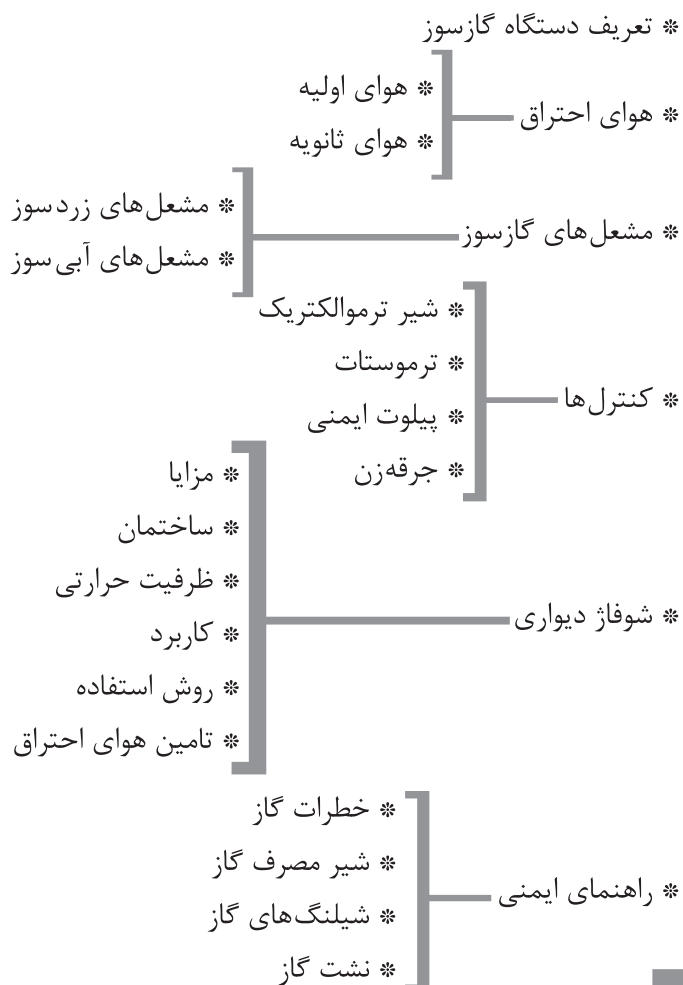 ❊ تعریف دستگاه گازسوز
❊ هوای احتراق
❊ هوای اولیه
❊ هوای ثانویه
❊ مشعل‌های گازسوز
❊ مشعل‌های زردسوز
❊ مشعل‌های آبی‌سوز
❊ کنترل‌ها
❊ شیر ترموالکتریک
❊ ترموستات
❊ پیلوت ایمنی
❊ جرقه‌زن
❊ شوفاژ دیواری
❊ مزایا
❊ ساختمان
❊ ظرفیت حرارتی
❊ کاربرد
❊ روش استفاده
❊ تامین هوای احتراق
❊ راهنمای ایمنی
❊ خطرات گاز
❊ شیر مصرف گاز
❊ شیلنگ‌های گاز
❊ نشت گاز